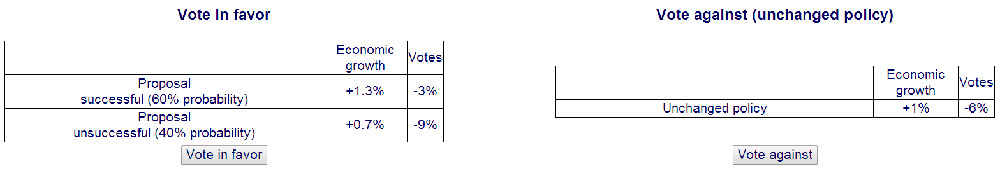 Vote in favor
Economic
growth
Votes
Proposal
successful (60% probability)
+1.3%
-3%
Proposal
unsuccessful (40% probability)
+0.7%
-9%
Vote in favor
Vote against (unchanged policy)
Economic
growth
Votes
Unchanged policy
+1%
-6%
Vote against